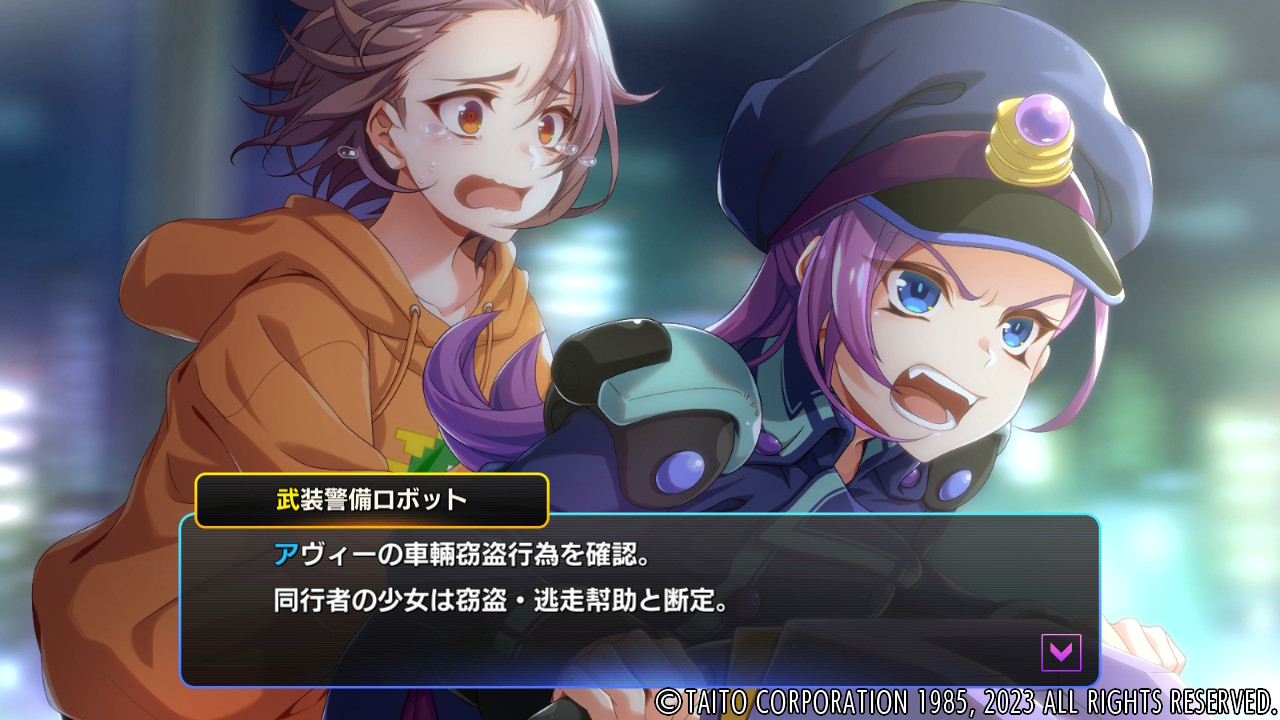 武装警備ロボット
アヴィーの車輛窃盗行為を確認。
同行者の少女は窃盗・逃走幇助と断定。
©TAITO CORPORATION 1985, 2023 ALL RIGHTS RESERVED.